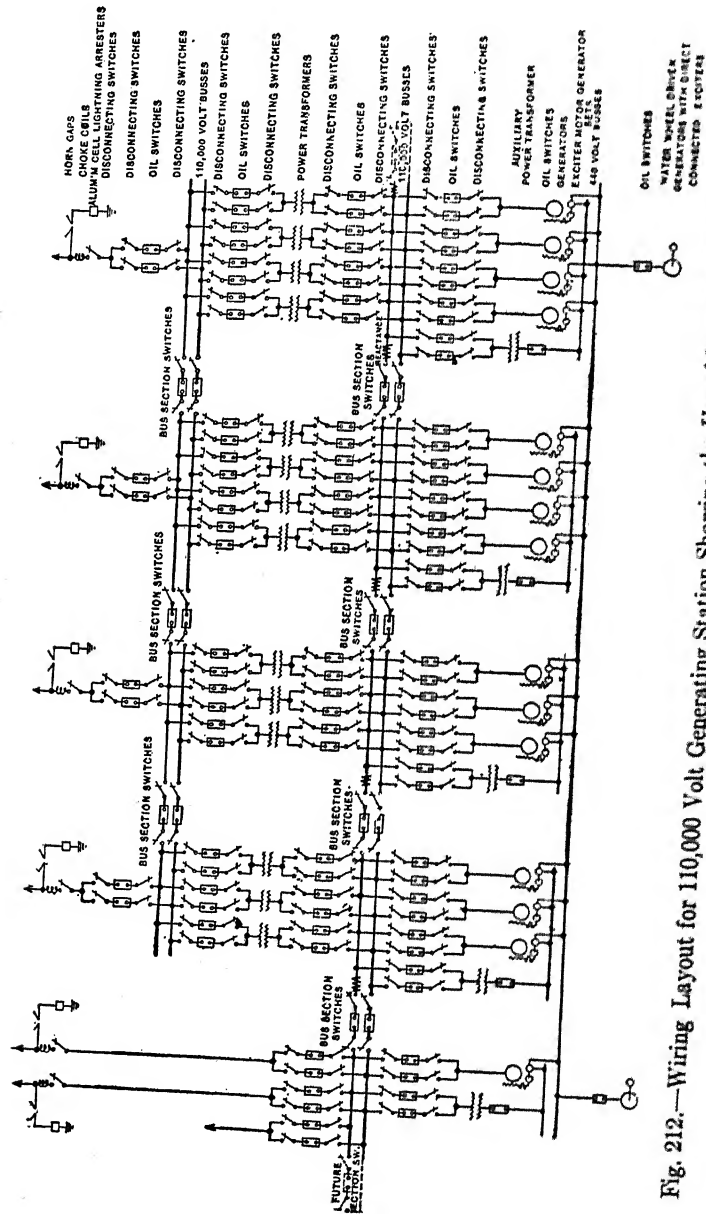 HORN GAPS
CHOKE COILS
ALUM'M CELL LIGHTNING ARRESTERS
DISCONNECTING SWITCHES
DISCONNECTING SWITCHES
OIL SWITCHES
DISCONNECTING SWITCHES
110,000 VOLT BUSSES
DISCONNECTING SWITCHES
OIL SWITCHES
DISCONNECTING SWITCHES
POWER TRANSFORMERS
DISCONNECTING SWITCHES
OIL SWITCHES
DISCONNECTING SWITCHES
VOLT BUSSES
DISCONNECTING SWITCHES
OIL SWITCHES
DISCONNECTING SWITCHES
AUXILIARY
POWER TRANSFORMER
OIL SWITCHES
GENERATORS
EXCITER MOTOR GENERATOR
SETS
440 VOLT BUSSES
OIL SWITCHES
WATER WHEEL DRIVEN
GENERATORS WITH DIRECT
CONNECTED EXCITERS
BUS SECTION SWITCHES
BUS SECTION SWITCHES
BUS SECTION SWITCHES
BUS SECTION
SWITCHES
REACTANCE
BUS SECTION
SWITCHES
BUS SECTION
SWITCHES
BUS SECTION
SWITCHES
FUTURE
SECTION SW.
Fig. 212.—Wiring Layout for 110,000 Volt Generating Station Showing the